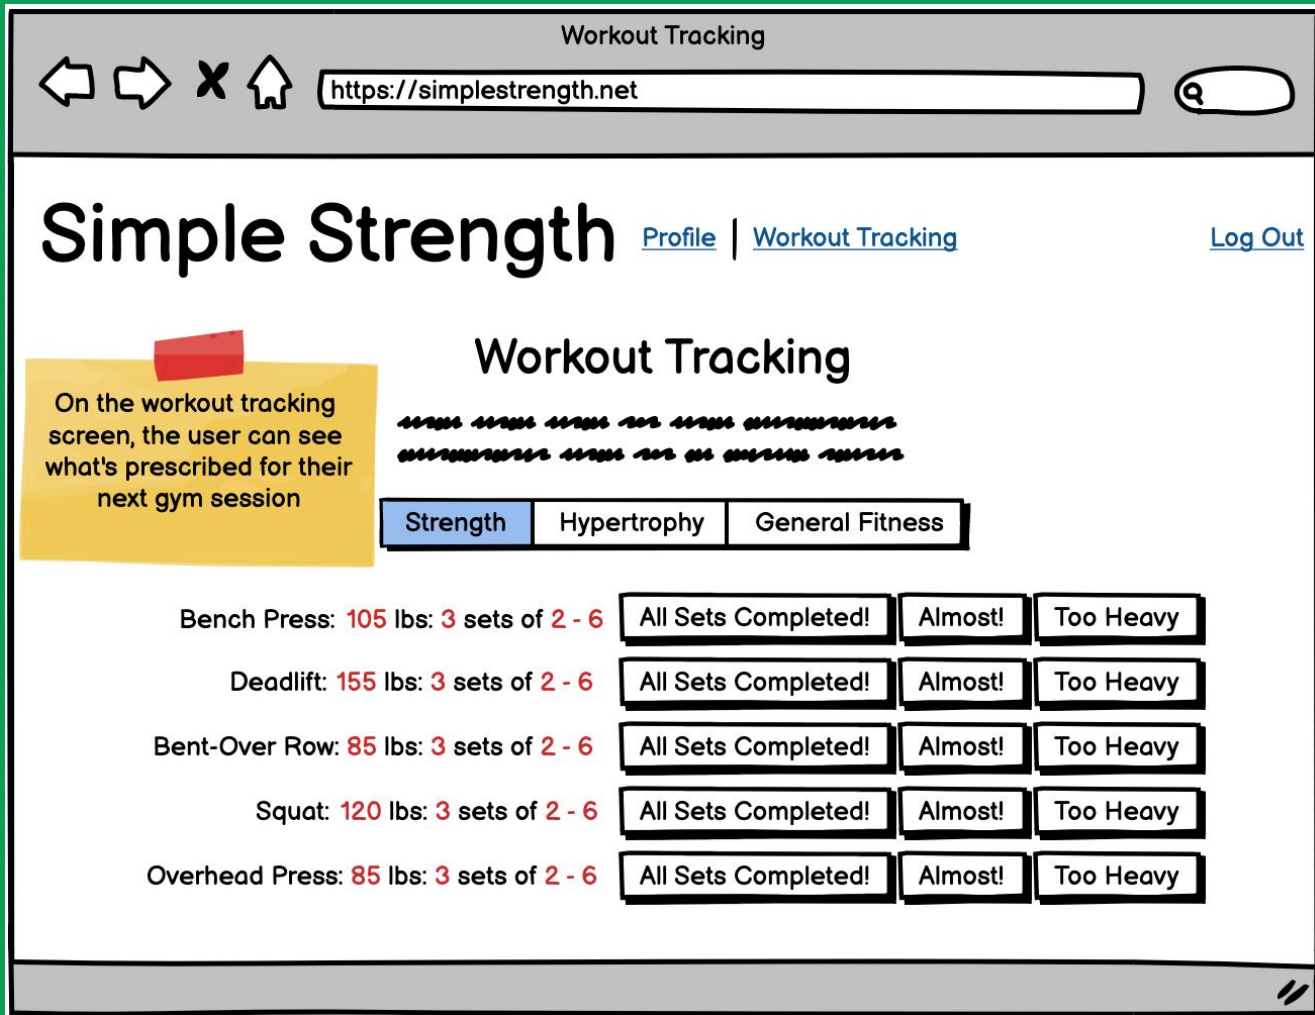 Workout Tracking
https://simplestrength.net
Simple Strength Profile | Workout Tracking Log Out
Workout Tracking
On the workout tracking
screen, the user can see
what's prescribed for their
next gym session
Strength Hypertrophy General Fitness
Bench Press: 105 lbs: 3 sets of 2 - 6 All Sets Completed! Almost! Too Heavy
Deadlift: 155 lbs: 3 sets of 2 - 6 All Sets Completed! Almost! Too Heavy
Bent-Over Row: 85 lbs: 3 sets of 2 - 6 All Sets Completed! Almost! Too Heavy
Squat: 120 lbs: 3 sets of 2 - 6 All Sets Completed! Almost! Too Heavy
Overhead Press: 85 lbs: 3 sets of 2 - 6 All Sets Completed! Almost! Too Heavy